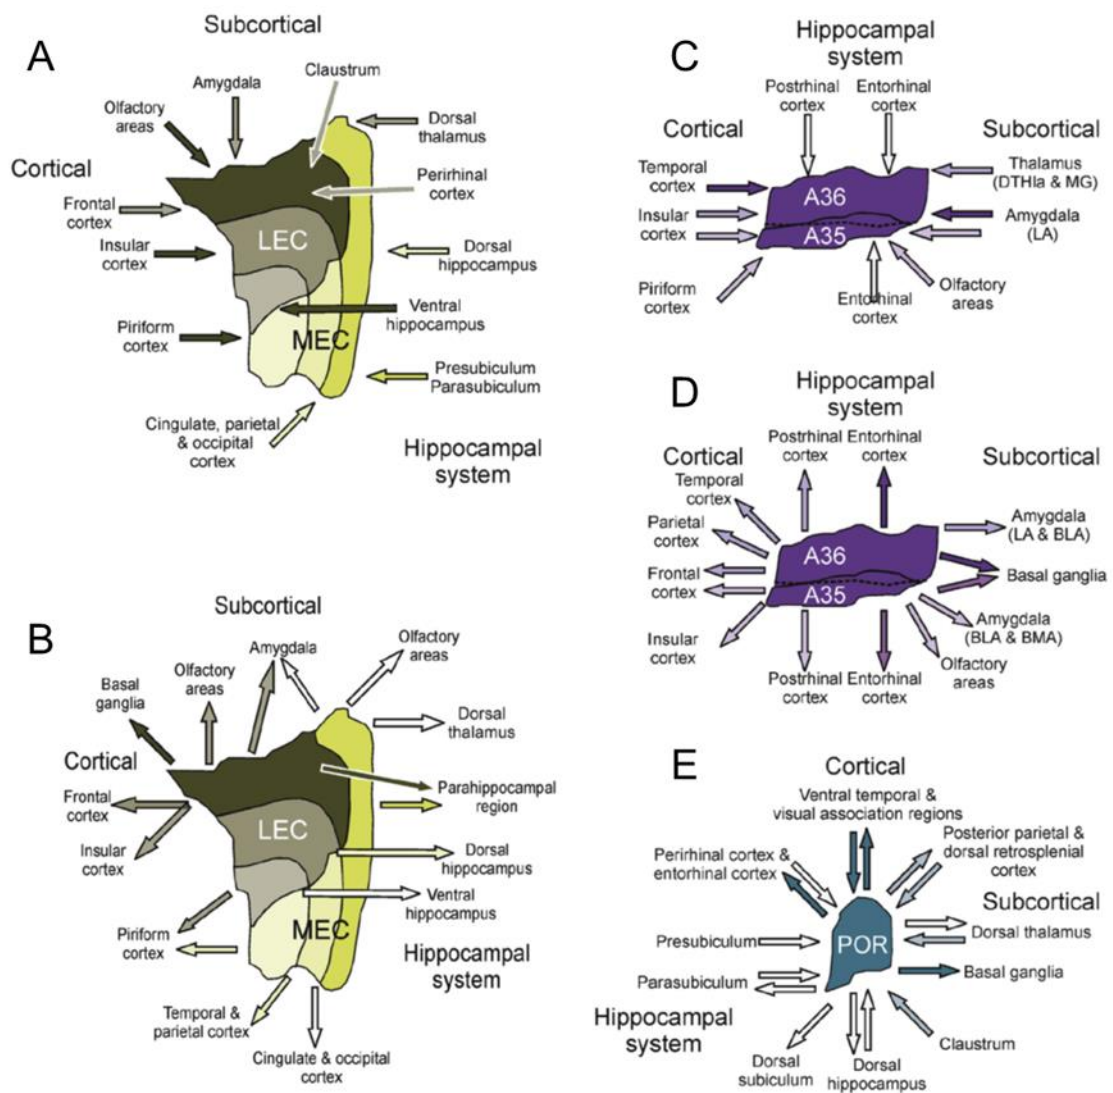 A
Subcortical
Claustrum
Amygdala
Olfactory
areas
Dorsal
thalamus
Cortical
Perirhinal
cortex
Frontal
cortex
LEC
Insular
cortex
Dorsal
hippocampus
Ventral
hippocampus
Piriform
cortex
MEC
Presubiculum
Parasubiculum
Cingulate, parietal
& occipital
cortex
Hippocampal
system
B
Subcortical
Amygdala
Olfactory
areas
Olfactory
areas
Basal
ganglia
Dorsal
thalamus
Cortical
Parahippocampal
region
Frontal
cortex
LEC
Insular
cortex
Dorsal
hippocampus
Ventral
hippocampus
MEC
Piriform
cortex
Hippocampal
system
Temporal &
parietal cortex
Cingulate & occipital
cortex
C
Hippocampal
system
Postrhinal
cortex
Entorhinal
cortex
Cortical
Subcortical
Temporal
cortex
Thalamus
(DTHla & MG)
A36
Insular
cortex
Amygdala
(LA)
A35
Piriform
cortex
Entorhinal
cortex
Olfactory
areas
D
Hippocampal
system
Postrhinal
cortex
Entorhinal
cortex
Cortical
Subcortical
Temporal
cortex
Amygdala
(LA & BLA)
Parietal
cortex
A36
Frontal
cortex
Basal ganglia
A35
Insular
cortex
Amygdala
(BLA & BMA)
Postrhinal
cortex
Entorhinal
cortex
Olfactory
areas
E
Cortical
Ventral temporal &
visual association regions
Posterior parietal &
dorsal retrosplenial
cortex
Perirhinal cortex &
entorhinal cortex
Subcortical
Presubiculum
POR
Dorsal thalamus
Parasubiculum
Basal ganglia
Hippocampal
system
Claustrum
Dorsal
subiculum
Dorsal
hippocampus